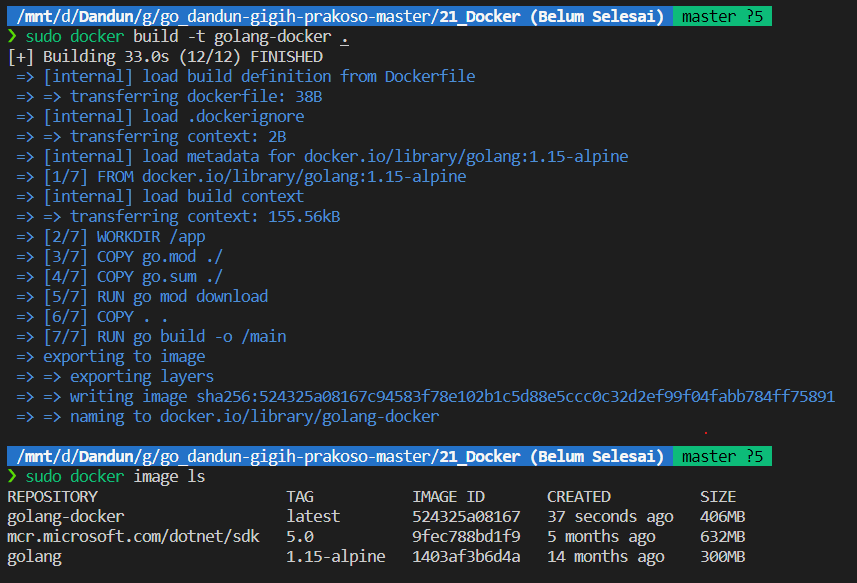 /mnt/d/Dandun/g/go_dandun-gigih-prakoso-master/21_Docker (Belum Selesai) master ?5
❯ sudo docker build -t golang-docker .
[+] Building 33.0s (12/12) FINISHED
=> [internal] load build definition from Dockerfile
=> => transferring dockerfile: 38B
=> [internal] load .dockerignore
=> => transferring context: 2B
=> [internal] load metadata for docker.io/library/golang:1.15-alpine
=> [1/7] FROM docker.io/library/golang:1.15-alpine
=> [internal] load build context
=> => transferring context: 155.56kB
=> [2/7] WORKDIR /app
=> [3/7] COPY go.mod ./
=> [4/7] COPY go.sum ./
=> [5/7] RUN go mod download
=> [6/7] COPY . .
=> [7/7] RUN go build -o /main
=> exporting to image
=> => exporting layers
=> => writing image sha256:524325a08167c94583f78e102b1c5d88e5ccc0c32d2ef99f04fabb784ff75891
=> => naming to docker.io/library/golang-docker
/mnt/d/Dandun/g/go_dandun-gigih-prakoso-master/21_Docker (Belum Selesai) master ?5
❯ sudo docker image ls
REPOSITORY TAG IMAGE ID CREATED SIZE
golang-docker latest 524325a08167 37 seconds ago 406MB
mcr.microsoft.com/dotnet/sdk 5.0 9fec788bd1f9 5 months ago 632MB
golang 1.15-alpine 1403af3b6d4a 14 months ago 300MB